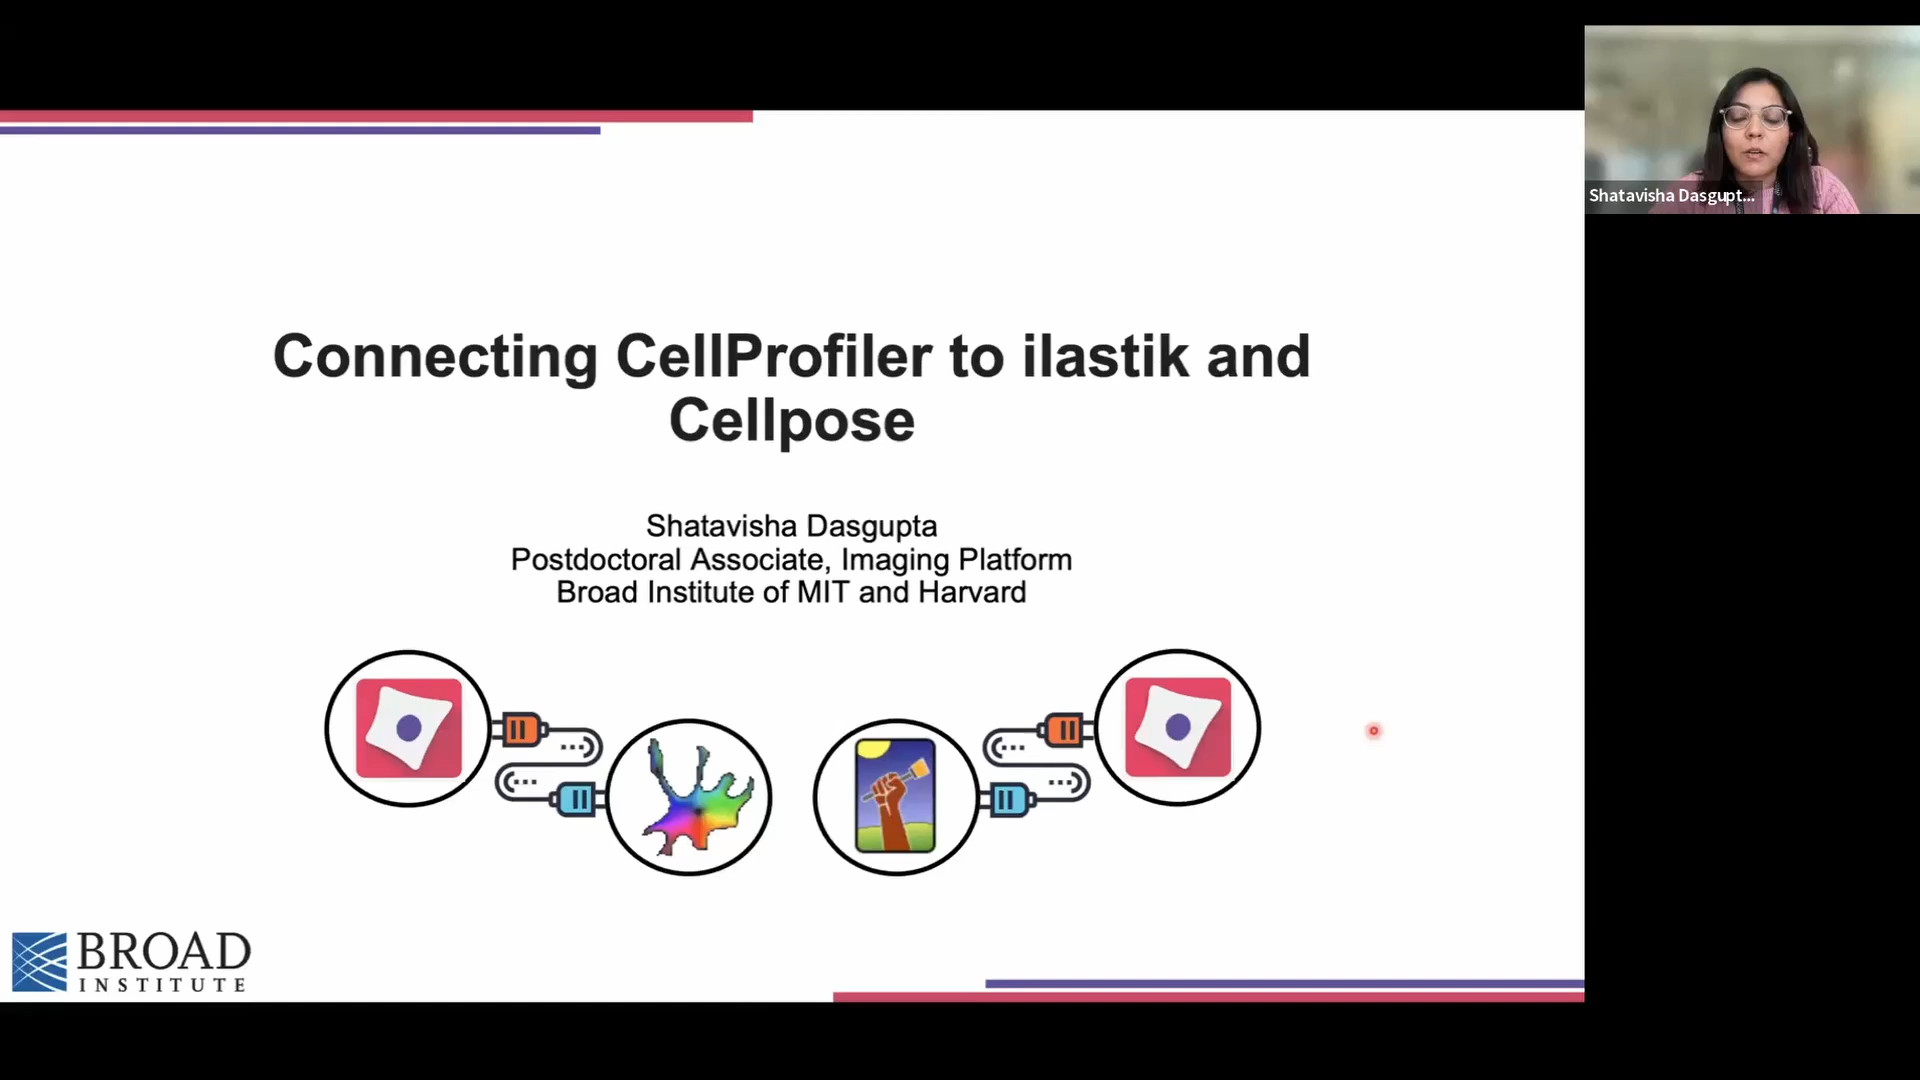 Connecting CellProfiler to ilastik and
Cellpose
Shatavisha Dasgupta
Postdoctoral Associate, Imaging Platform
Broad Institute of MIT and Harvard
BROAD
INSTITUTE
Shatavisha Dasgupt...